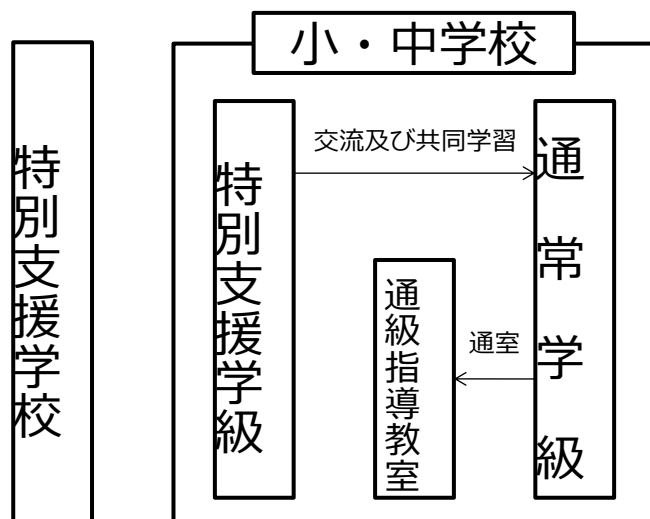 小・中学校
特別支援学校
特別支援学級
交流及び共同学習
通常学級
通級指導教室
通室